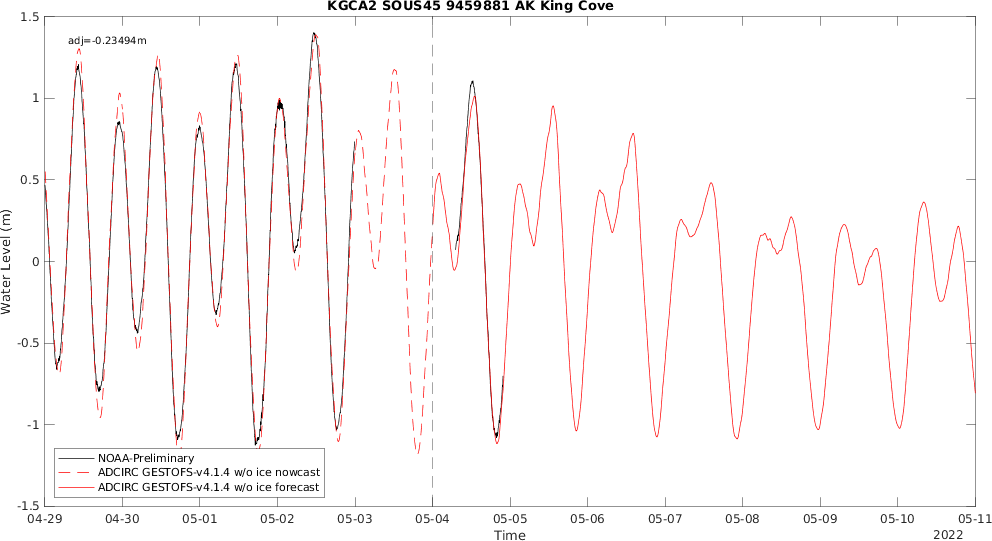 KGCA2 SOUS45 9459881 AK King Cove
adj=-0.23494m
1.5
1
0.5
0
-0.5
-1
-1.5
Water Level (m)
NOAA-Preliminary
ADCIRC GESTOFS-v4.1.4 w/o ice nowcast
ADCIRC GESTOFS-v4.1.4 w/o ice forecast
04-29 04-30 05-01 05-02 05-03 05-04 05-05 05-06 05-07 05-08 05-09 05-10 05-11
Time
2022